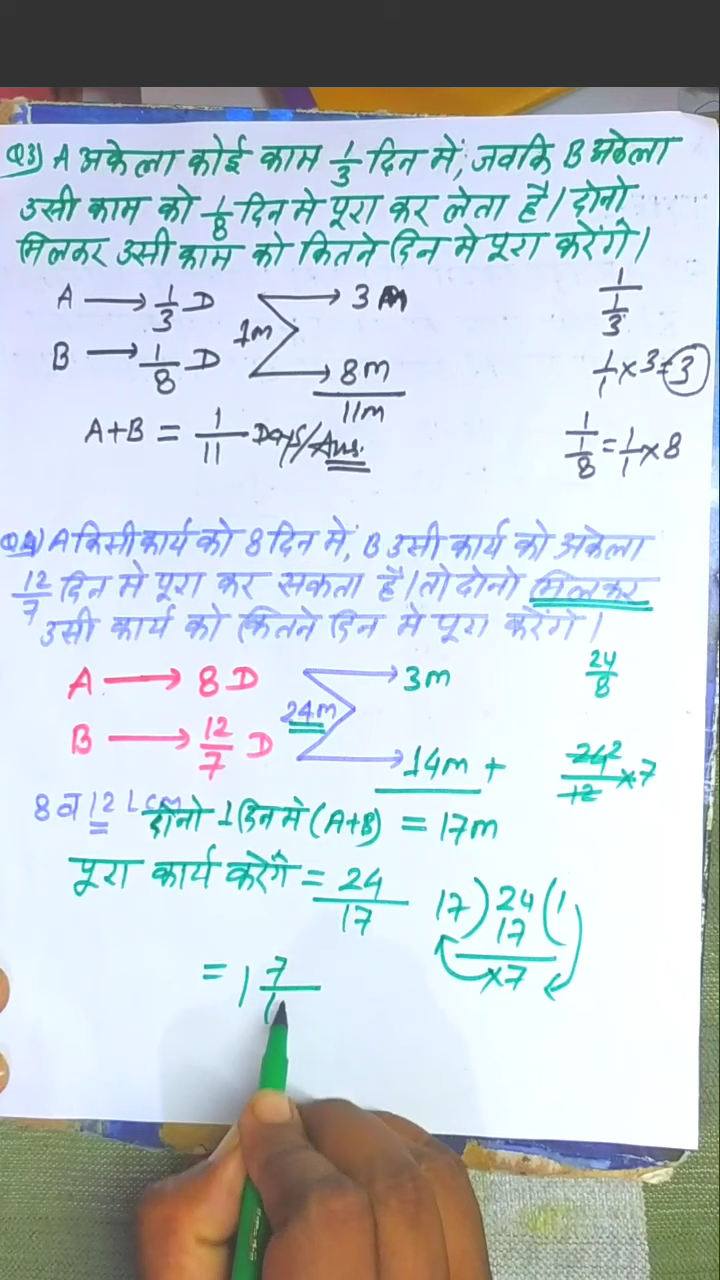 Q3) A अकेला कोई काम 1/3 दिन में, जबकि B अकेला
उसी काम को 1/8 दिन मे पूरा कर लेता है। दोनो
मिलकर उसी काम को कितने दिन मे पूरा करेंगे।
A → 1/3 D
B → 1/8 D
1m
3 m
8m
11m
A+B = 1/11 Days/Ans.
1/(1/3)
1/1 × 3 = 3
1/(1/8) = 1/1 × 8
Q4) A किसी कार्य को 8 दिन में, B उसी कार्य को अकेला
12/7 दिन मे पूरा कर सकता है। तो दोनो मिलकर
उसी कार्य को कितने दिन मे पूरा करेंगे।
A → 8 D
B → 12/7 D
24m
3m
14m +
24/8
24 2/12 × 7
8 व 12 Lcm
दोनो 1 दिन मे (A+B) = 17m
पूरा कार्य करेंगे = 24/17
17) 24 (1
17
×7
= 1 7/1